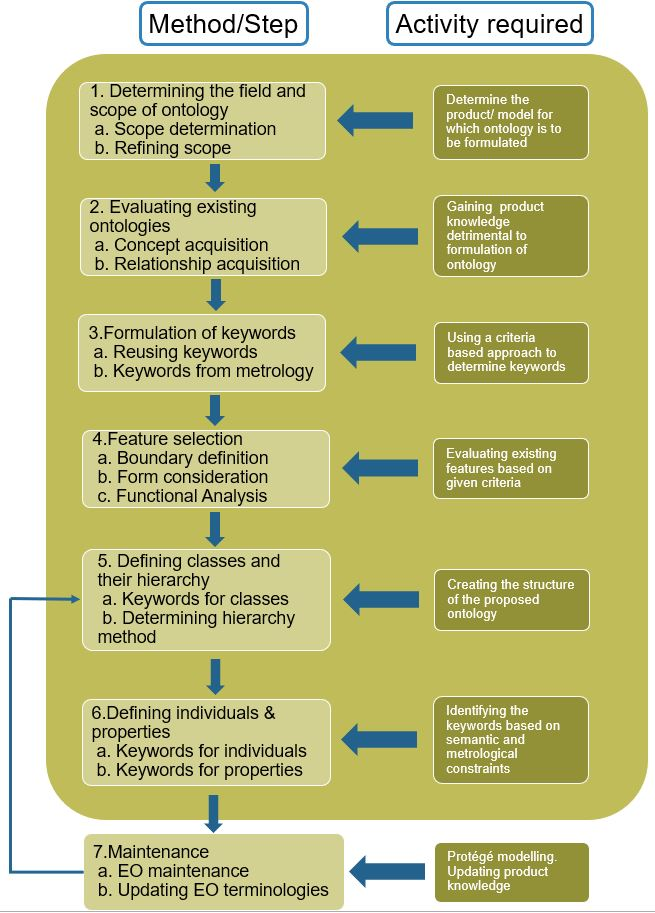 Method/Step
Activity required
1. Determining the field and
scope of ontology
a. Scope determination
b. Refining scope
Determine the
product/ model for
which ontology is to
be formulated
2. Evaluating existing
ontologies
a. Concept acquisition
b. Relationship acquisition
Gaining product
knowledge
detrimental to
formulation of
ontology
3.Formulation of keywords
a. Reusing keywords
b. Keywords from metrology
Using a criteria
based approach to
determine keywords
4.Feature selection
a. Boundary definition
b. Form consideration
c. Functional Analysis
Evaluating existing
features based on
given criteria
5. Defining classes and
their hierarchy
a. Keywords for classes
b. Determining hierarchy
method
Creating the structure
of the proposed
ontology
6.Defining individuals &
properties
a. Keywords for individuals
b. Keywords for properties
Identifying the
keywords based on
semantic and
metrological
constraints
7.Maintenance
a. EO maintenance
b. Updating EO terminologies
Protégé modelling.
Updating product
knowledge